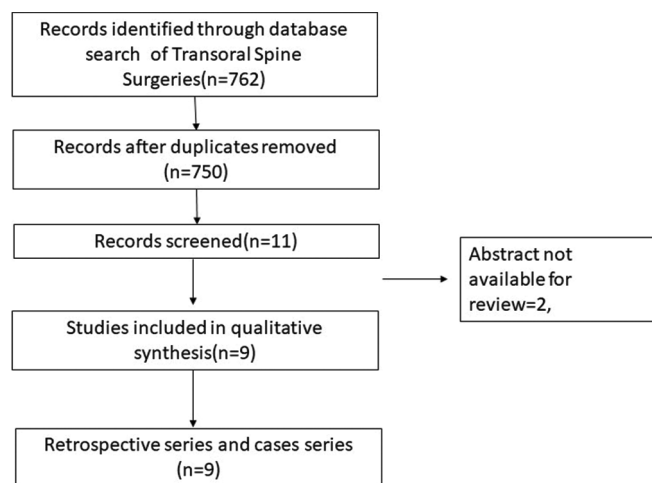 Records identified through database
search of Transoral Spine
Surgeries(n=762)
Records after duplicates removed
(n=750)
Records screened(n=11)
Abstract not
available for
review=2,
Studies included in qualitative
synthesis(n=9)
Retrospective series and cases series
(n=9)